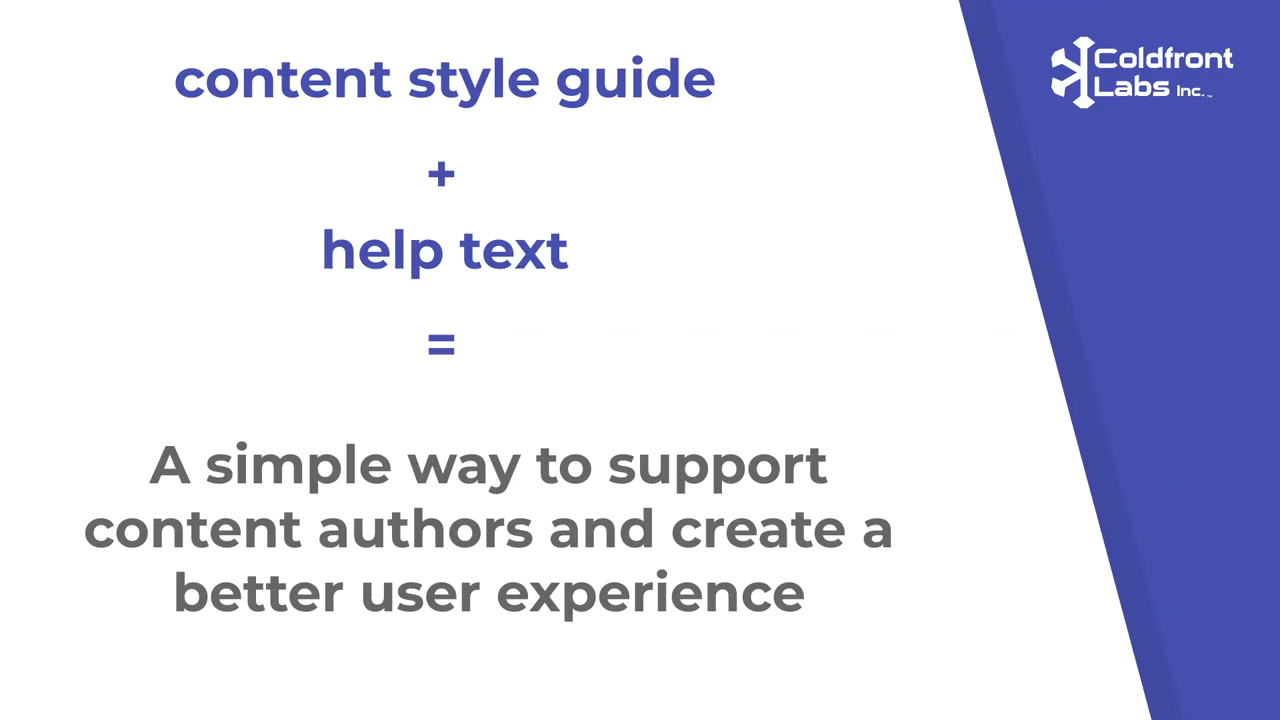 content style guide
+
help text
=
A simple way to support
content authors and create a
better user experience
Coldfront
Labs Inc.™